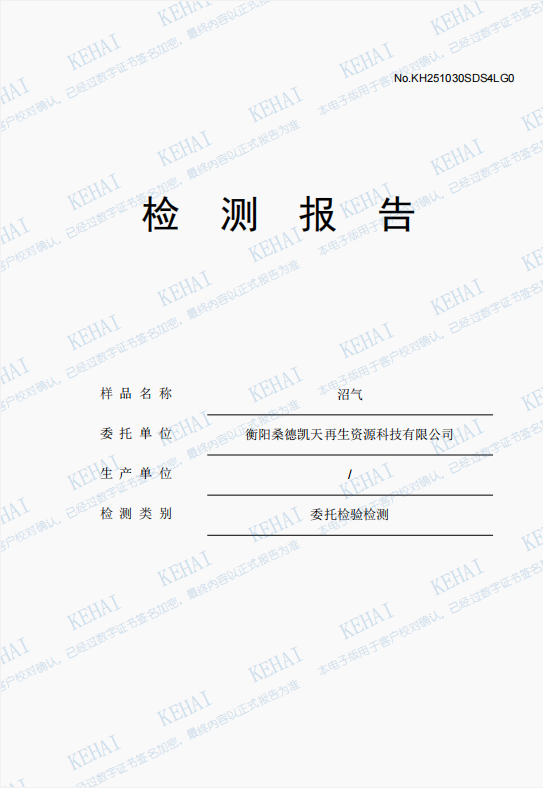 No.KH251030SDS4LG0
检 测 报 告
样 品 名 称 沼气
委 托 单 位 衡阳桑德凯天再生资源科技有限公司
生 产 单 位 /
检 测 类 别 委托检验检测
KEHAI
本电子版用于客户校对确认。已经过数字证书签名加密，最终内容以正式报告为准